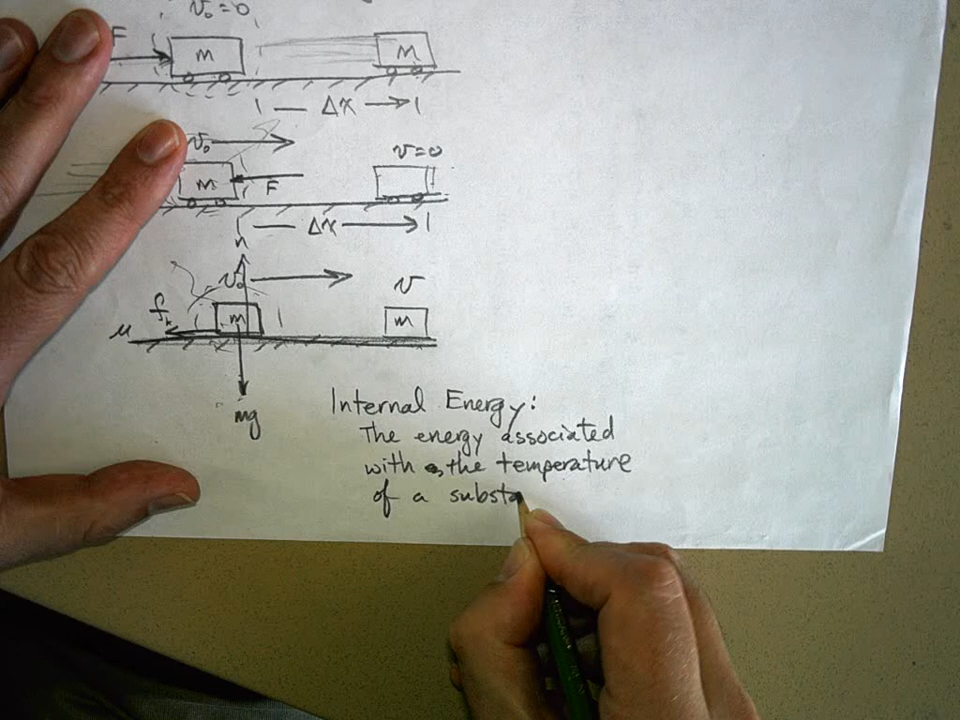 v₀ = 0
F m m
Δx
v₀ v=0
m F
Δx
n
v₀ v
fₖ m m
μ
mg
Internal Energy:
The energy associated
with the temperature
of a substa